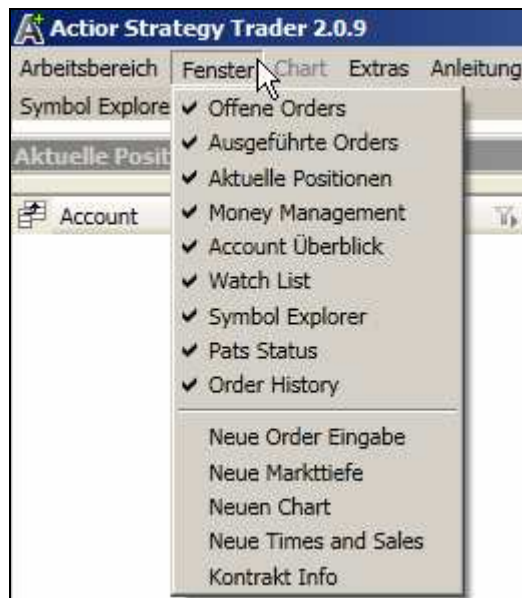 Actior Strategy Trader 2.0.9
Arbeitsbereich Fenster Chart Extras Anleitung
Symbol Explore
Aktuelle Posit
Account
Offene Orders
Ausgeführte Orders
Aktuelle Positionen
Money Management
Account Überblick
Watch List
Symbol Explorer
Pats Status
Order History
Neue Order Eingabe
Neue Markttiefe
Neuen Chart
Neue Times and Sales
Kontrakt Info